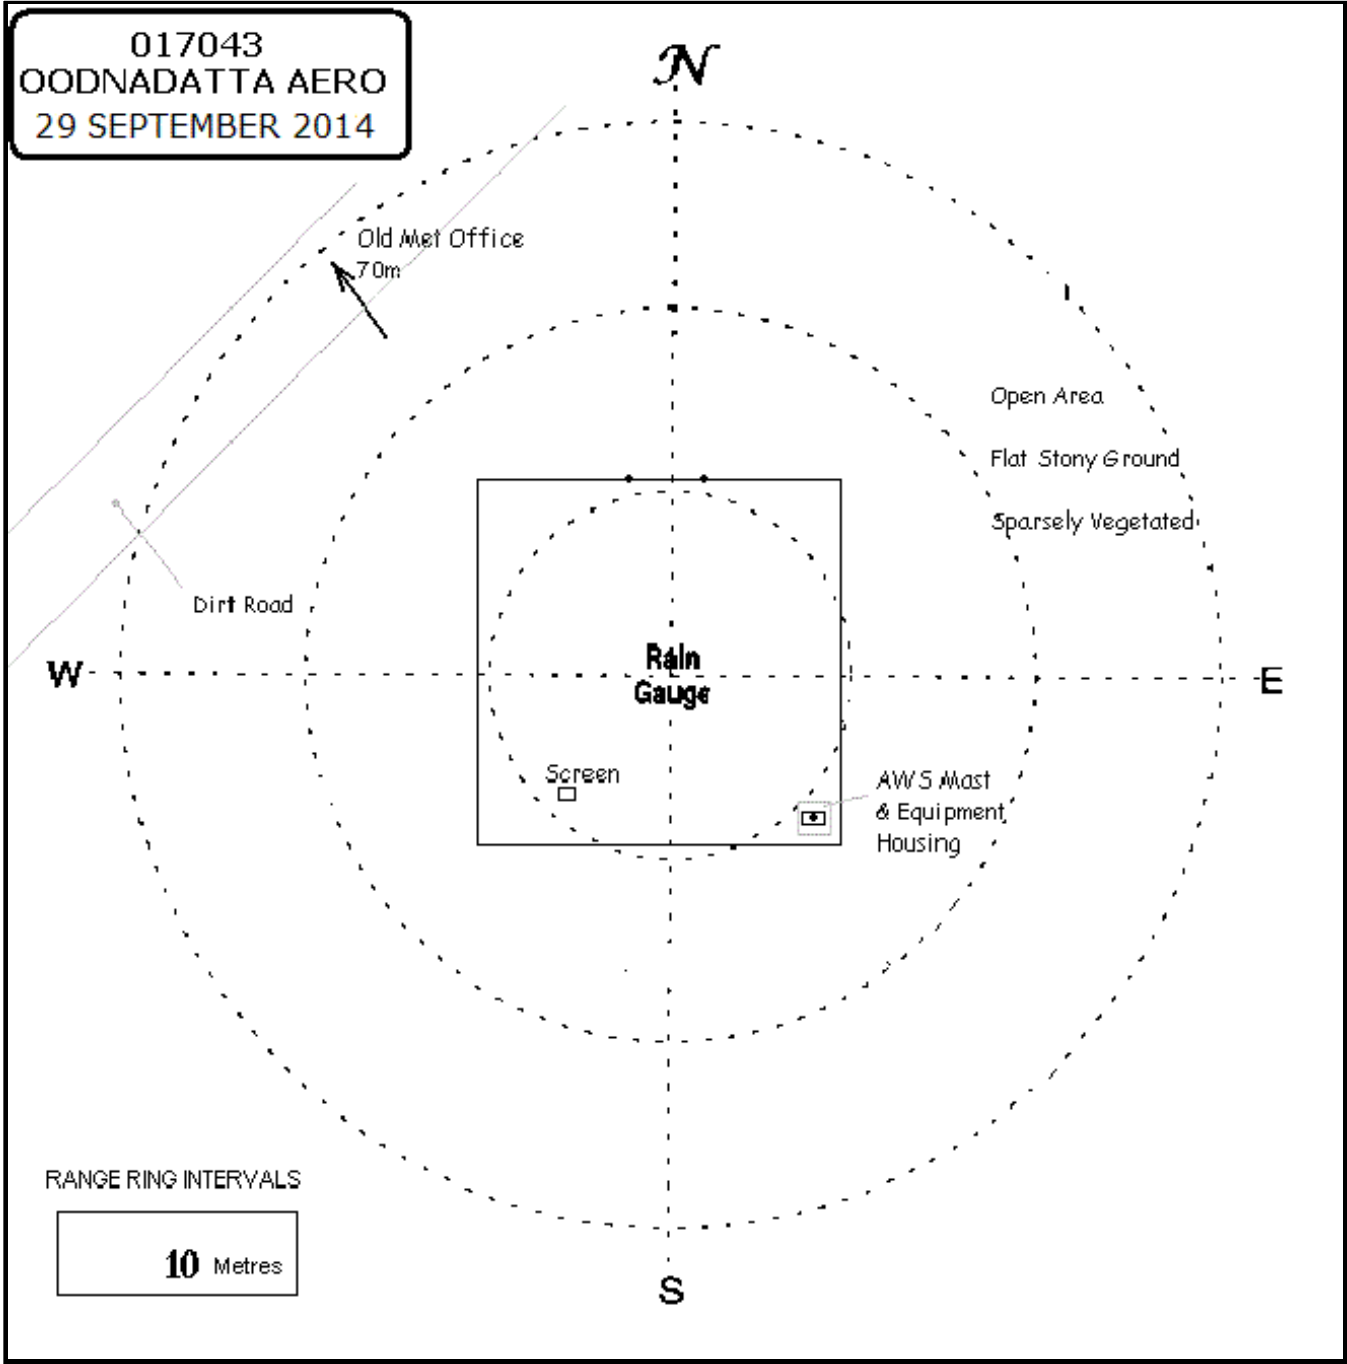 017043
OODNADATTA AERO
29 SEPTEMBER 2014
N
Old Met Office
70m
Open Area
Flat Stony Ground
Sparsely Vegetated
Dirt Road
W
Rain
Gauge
E
Screen
AWS Mast
& Equipment
Housing
RANGE RING INTERVALS
10 Metres
S